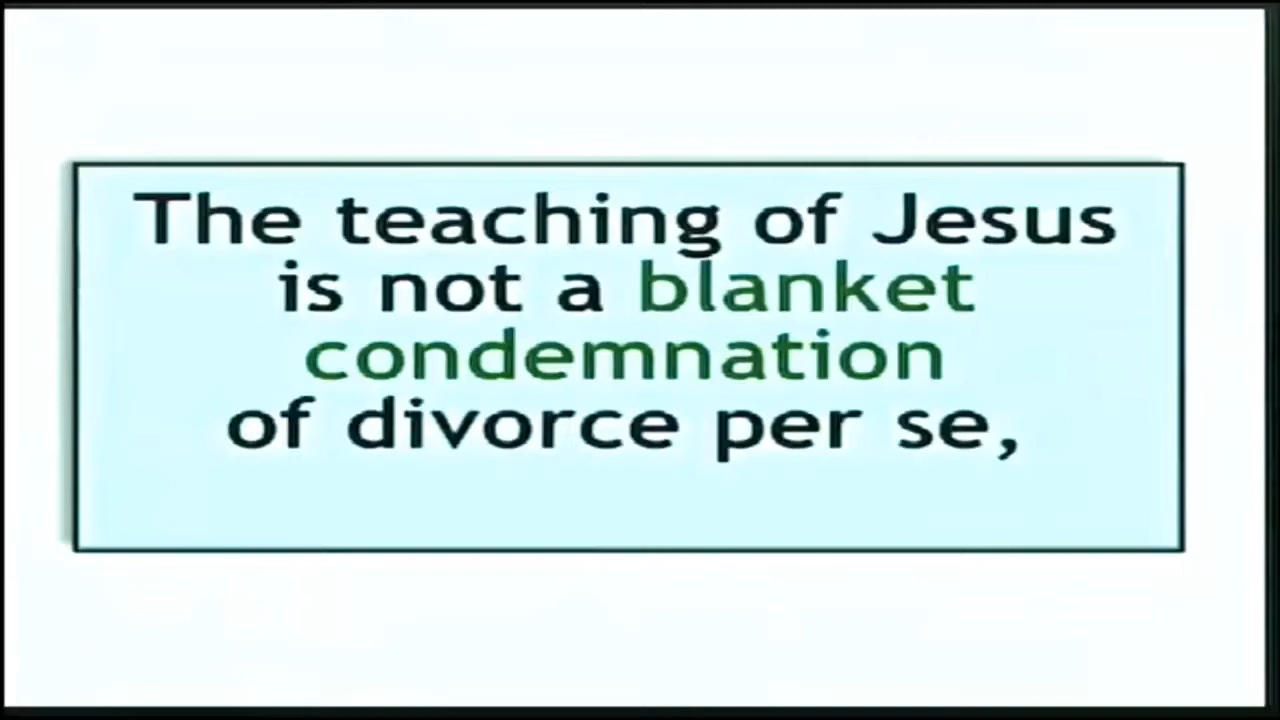 The teaching of Jesus
is not a blanket
condemnation
of divorce per se,